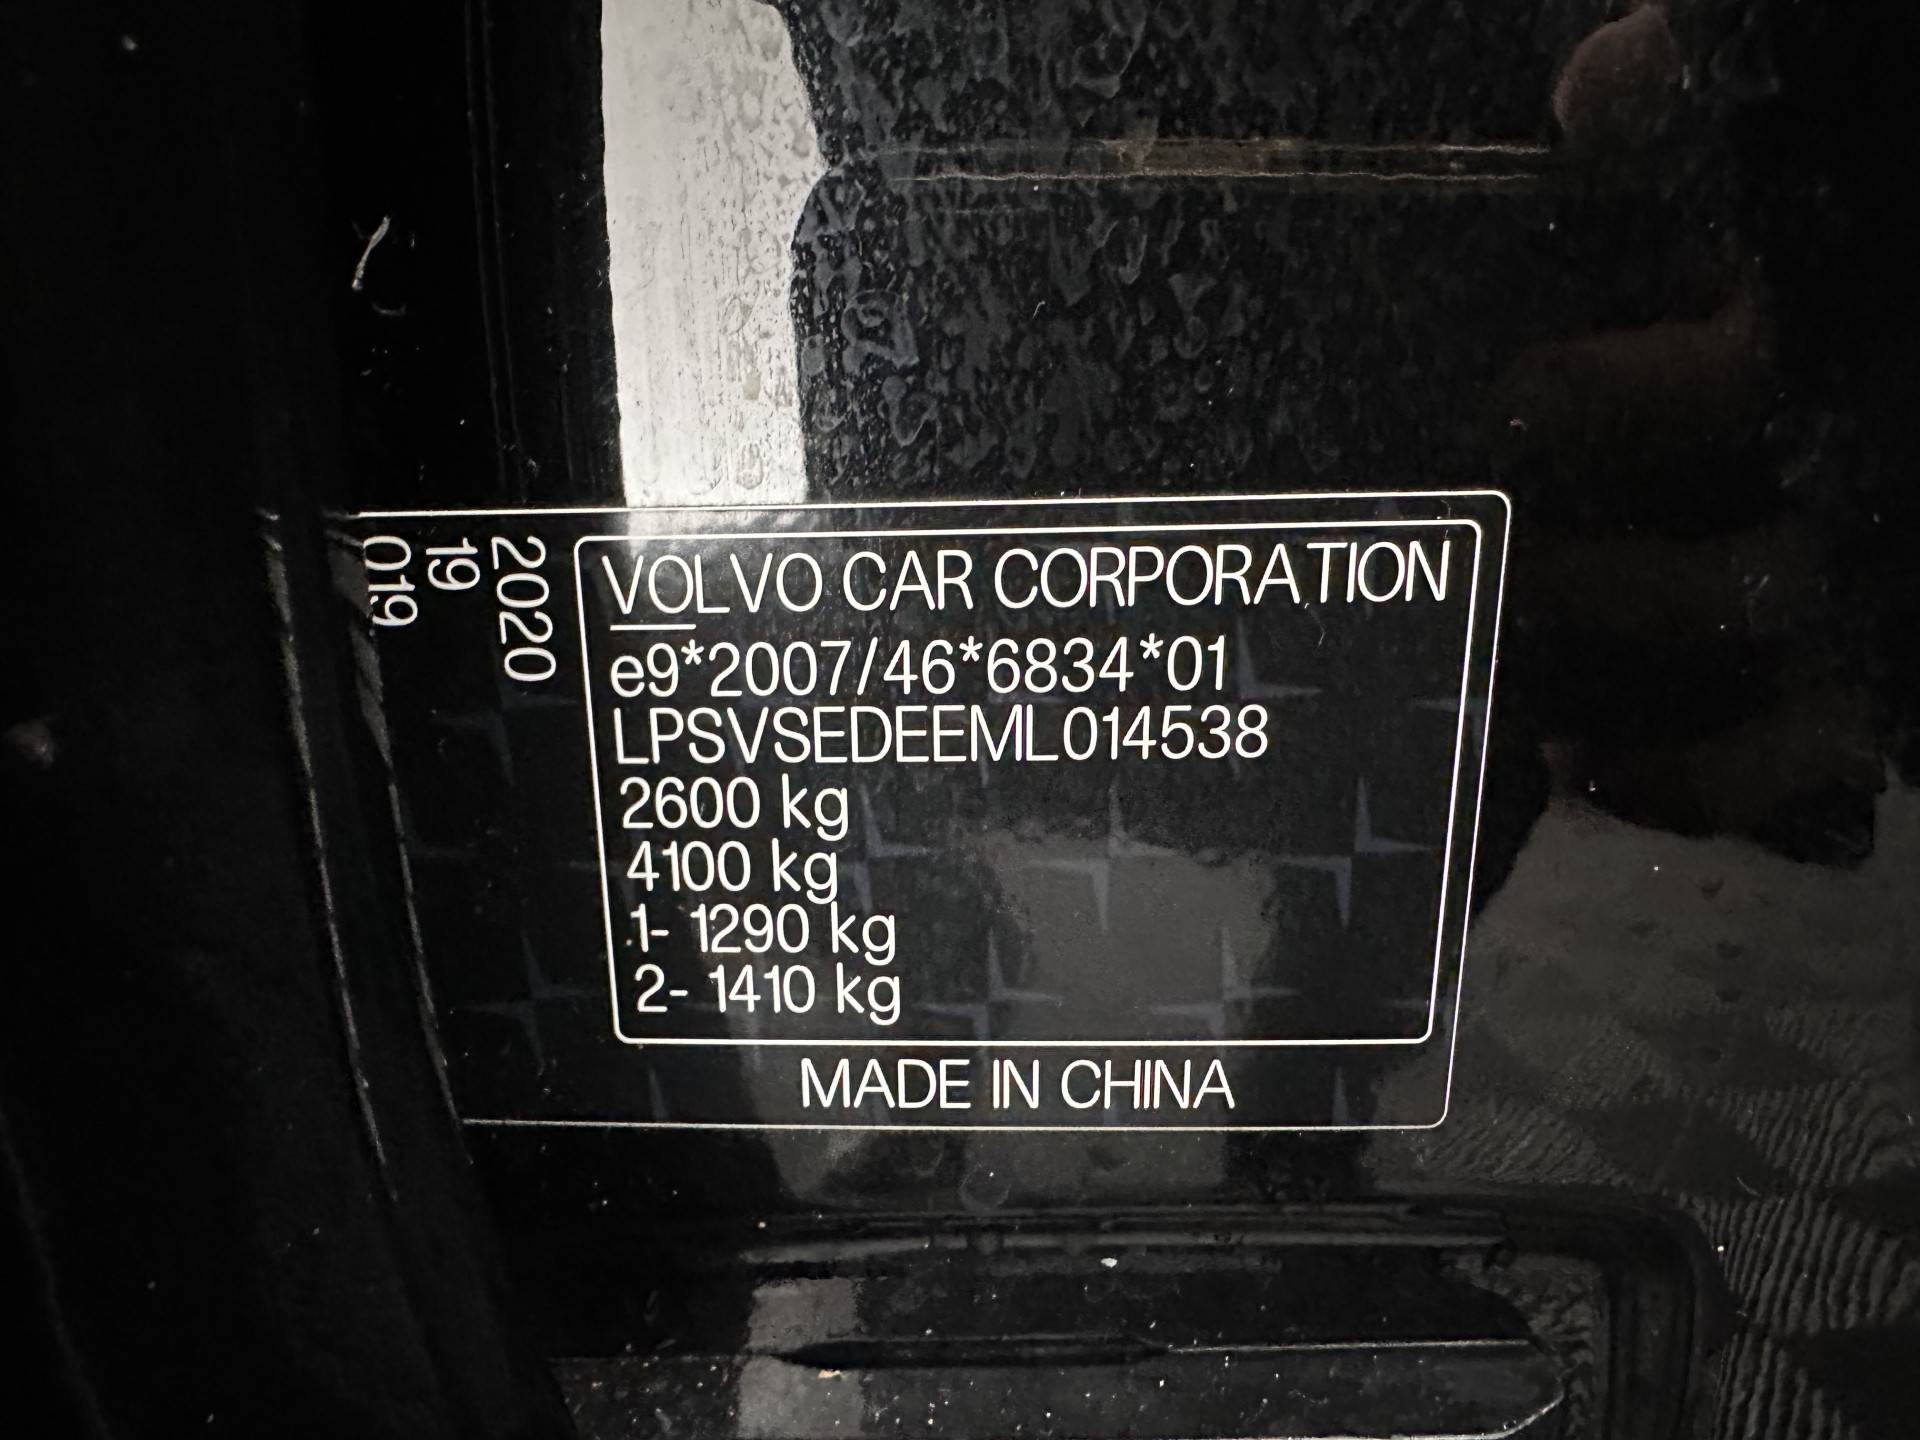 VOLVO CAR CORPORATION
e9*2007/46*6834*01
LPSVSEDEEML014538
2600 kg
4100 kg
1- 1290 kg
2- 1410 kg
MADE IN CHINA
2020
19
019